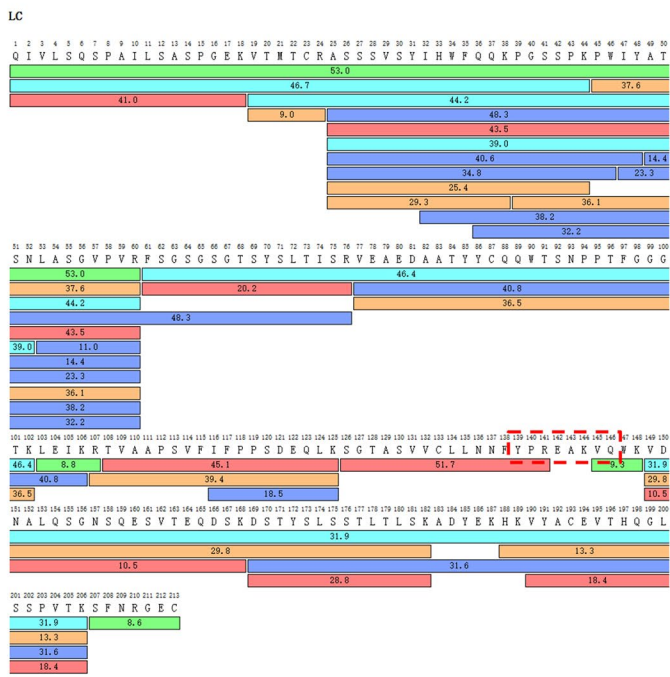 LC
1 2 3 4 5 6 7 8 9 10 11 12 13 14 15 16 17 18 19 20 21 22 23 24 25 26 27 28 29 30 31 32 33 34 35 36 37 38 39 40 41 42 43 44 45 46 47 48 49 50
Q I V L S Q S P A I L S A S P G E K V T M T C R A S S S V S Y I H W F Q Q K P G S S P K P W I Y A T
53.0
46.7 37.6
41.0 44.2
9.0 48.3
43.5
39.0
40.6 14.4
34.8 23.3
25.4
29.3 36.1
38.2
32.2
51 52 53 54 55 56 57 58 59 60 61 62 63 64 65 66 67 68 69 70 71 72 73 74 75 76 77 78 79 80 81 82 83 84 85 86 87 88 89 90 91 92 93 94 95 96 97 98 99 100
S N L A S G V P V R F S G S G S G T S Y S L T I S R V E A E D A A T Y Y C Q Q W T S N P P T F G G G
53.0 46.4
37.6 20.2 40.8
44.2 36.5
48.3
43.5
39.0 11.0
14.4
23.3
36.1
38.2
32.2
101 102 103 104 105 106 107 108 109 110 111 112 113 114 115 116 117 118 119 120 121 122 123 124 125 126 127 128 129 130 131 132 133 134 135 136 137 138 139 140 141 142 143 144 145 146 147 148 149 150
T K L E I K R T V A A P S V F I F P P S D E Q L K S G T A S V V C L L N N F Y P R E A K V Q W K V D
46.4 8.8 45.1 51.7 9.3 31.9
40.8 39.4 29.8
36.5 18.5 10.5
151 152 153 154 155 156 157 158 159 160 161 162 163 164 165 166 167 168 169 170 171 172 173 174 175 176 177 178 179 180 181 182 183 184 185 186 187 188 189 190 191 192 193 194 195 196 197 198 199 200
N A L Q S G N S Q E S V T E Q D S K D S T Y S L S S T L T L S K A D Y E K H K V Y A C E V T H Q G L
31.9
29.8 13.3
10.5 31.6
28.8 18.4
201 202 203 204 205 206 207 208 209 210 211 212 213
S S P V T K S F N R G E C
31.9 8.6
13.3
31.6
18.4